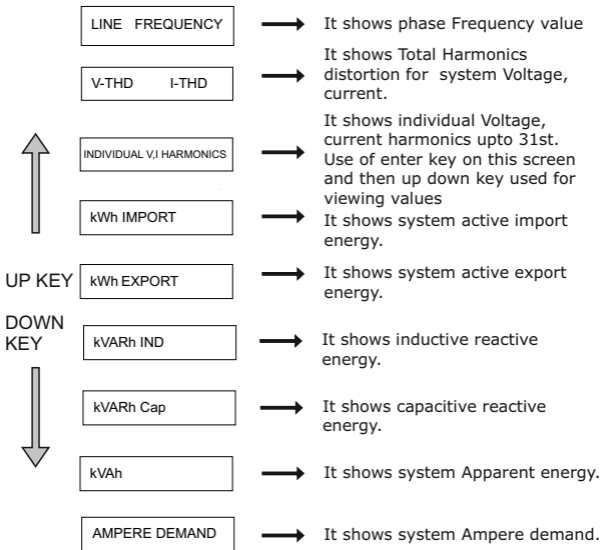 LINE FREQUENCY
It shows phase Frequency value
V-THD I-THD
It shows Total Harmonics
distortion for system Voltage,
current.
INDIVIDUAL V,I HARMONICS
It shows individual Voltage,
current harmonics upto 31st.
Use of enter key on this screen
and then up down key used for
viewing values
kWh IMPORT
It shows system active import
energy.
UP KEY
kWh EXPORT
It shows system active export
energy.
DOWN
KEY
kVARh IND
It shows inductive reactive
energy.
kVARh Cap
It shows capacitive reactive
energy.
kVAh
It shows system Apparent energy.
AMPERE DEMAND
It shows system Ampere demand.